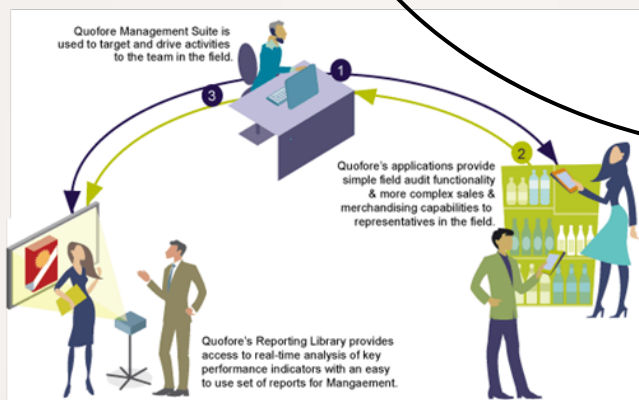 Quofore Management Suite is
used to target and drive activities
to the team in the field.
1
3
2
Quofore's applications provide
simple field audit functionality
& more complex sales &
merchandising capabilities to
representatives in the field.
Quofore's Reporting Library provides
access to real-time analysis of key
performance indicators with an easy
to use set of reports for Mangaement.